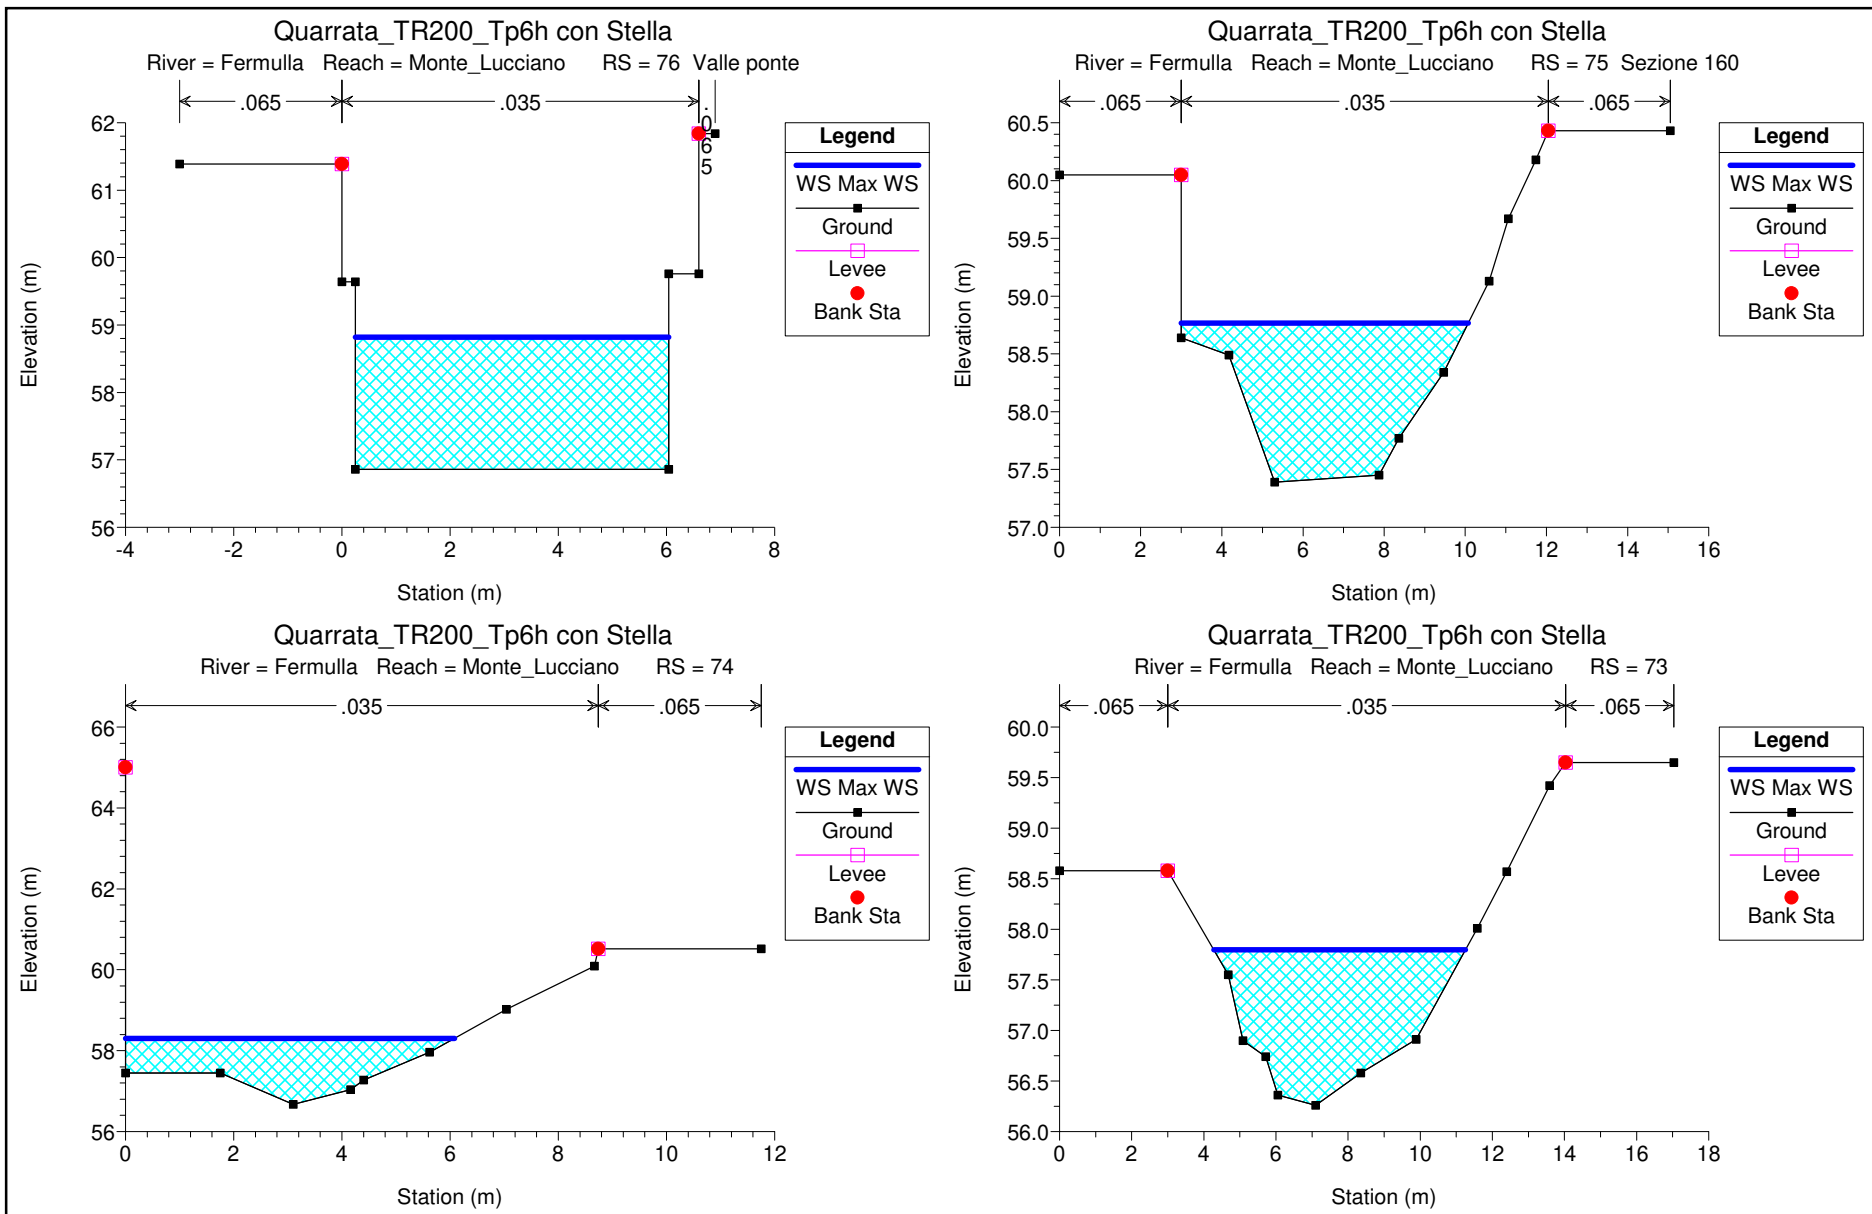 Quarrata_TR200_Tp6h con Stella
River = Fermulla Reach = Monte_Lucciano RS = 76 Valle ponte
.065 .035 .065
62
61
60
59
58
57
56
-4 -2 0 2 4 6 8
Elevation (m)
Station (m)
Legend
WS Max WS
Ground
Levee
Bank Sta
Quarrata_TR200_Tp6h con Stella
River = Fermulla Reach = Monte_Lucciano RS = 75 Sezione 160
.065 .035 .065
60.5
60.0
59.5
59.0
58.5
58.0
57.5
57.0
0 2 4 6 8 10 12 14 16
Elevation (m)
Station (m)
Legend
WS Max WS
Ground
Levee
Bank Sta
Quarrata_TR200_Tp6h con Stella
River = Fermulla Reach = Monte_Lucciano RS = 74
.035 .065
66
64
62
60
58
56
0 2 4 6 8 10 12
Elevation (m)
Station (m)
Legend
WS Max WS
Ground
Levee
Bank Sta
Quarrata_TR200_Tp6h con Stella
River = Fermulla Reach = Monte_Lucciano RS = 73
.065 .035 .065
60.0
59.5
59.0
58.5
58.0
57.5
57.0
56.5
56.0
0 2 4 6 8 10 12 14 16 18
Elevation (m)
Station (m)
Legend
WS Max WS
Ground
Levee
Bank Sta